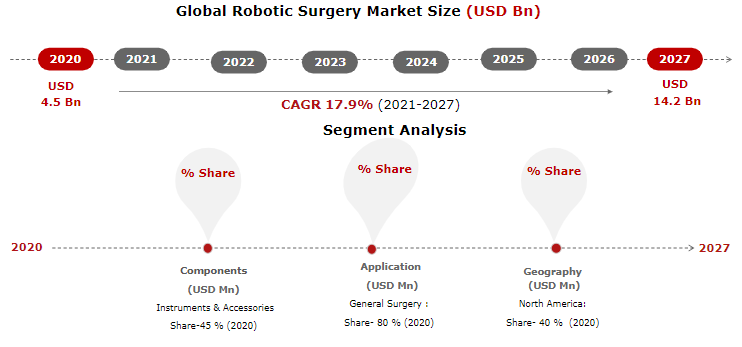 Global Robotic Surgery Market Size (USD Bn)
2020 2021 2022 2023 2024 2025 2026 2027
USD
4.5 Bn
USD
14.2 Bn
CAGR 17.9% (2021-2027)
Segment Analysis
% Share
% Share
% Share
2020
2027
Components
(USD Mn)
Instruments & Accessories
Share-45 % (2020)
Application
(USD Mn)
General Surgery :
Share- 80 % (2020)
Geography
(USD Mn)
North America:
Share- 40 % (2020)